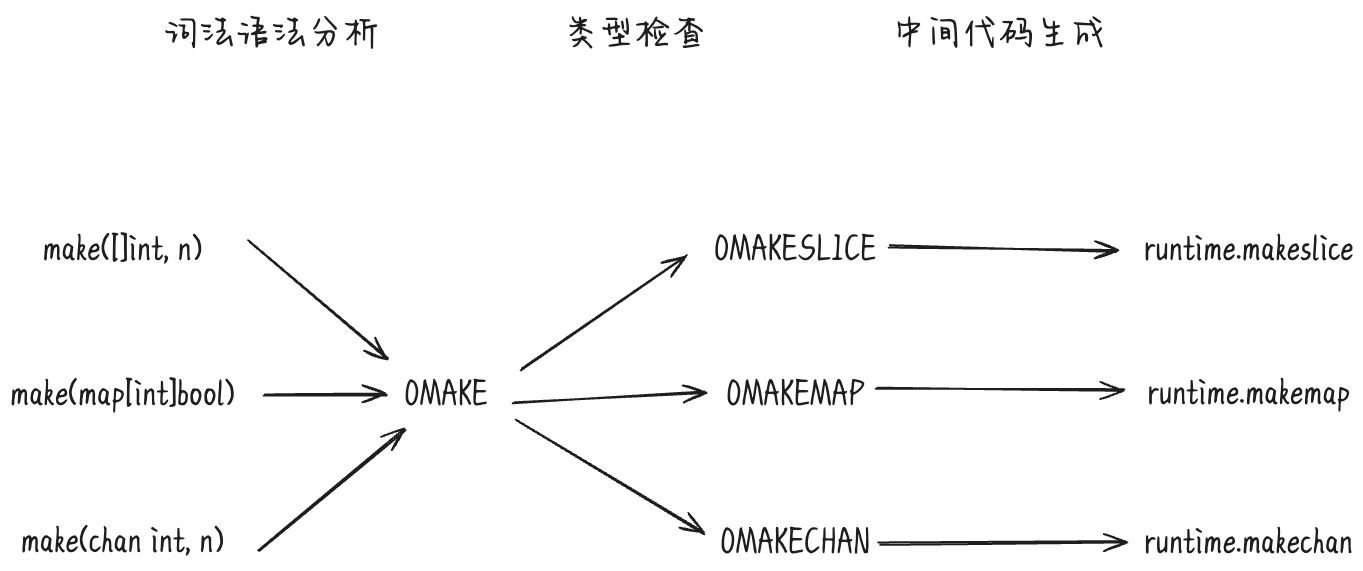 词法语法分析 类型检查 中间代码生成
make([]int, n) OMAKESLICE runtime.makeslice
make(map[int]bool) OMAKE OMAKEMAP runtime.makemap
make(chan int, n) OMAKECHAN runtime.makechan